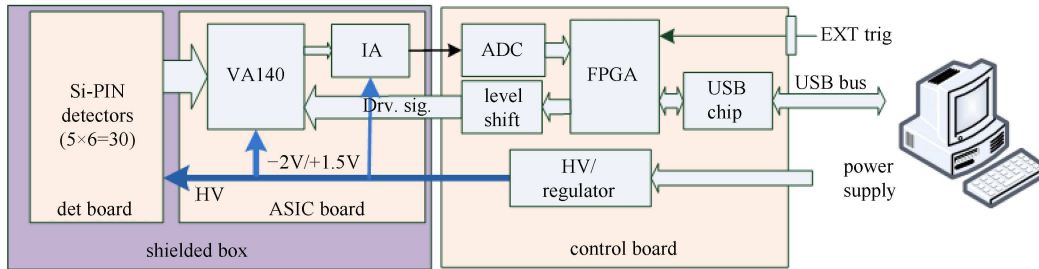 Si-PIN
detectors
(5×6=30)
det board
VA140
IA
Drv. sig.
−2V/+1.5V
HV
ASIC board
shielded box
ADC
level
shift
FPGA
USB
chip
HV/
regulator
control board
EXT trig
USB bus
power
supply